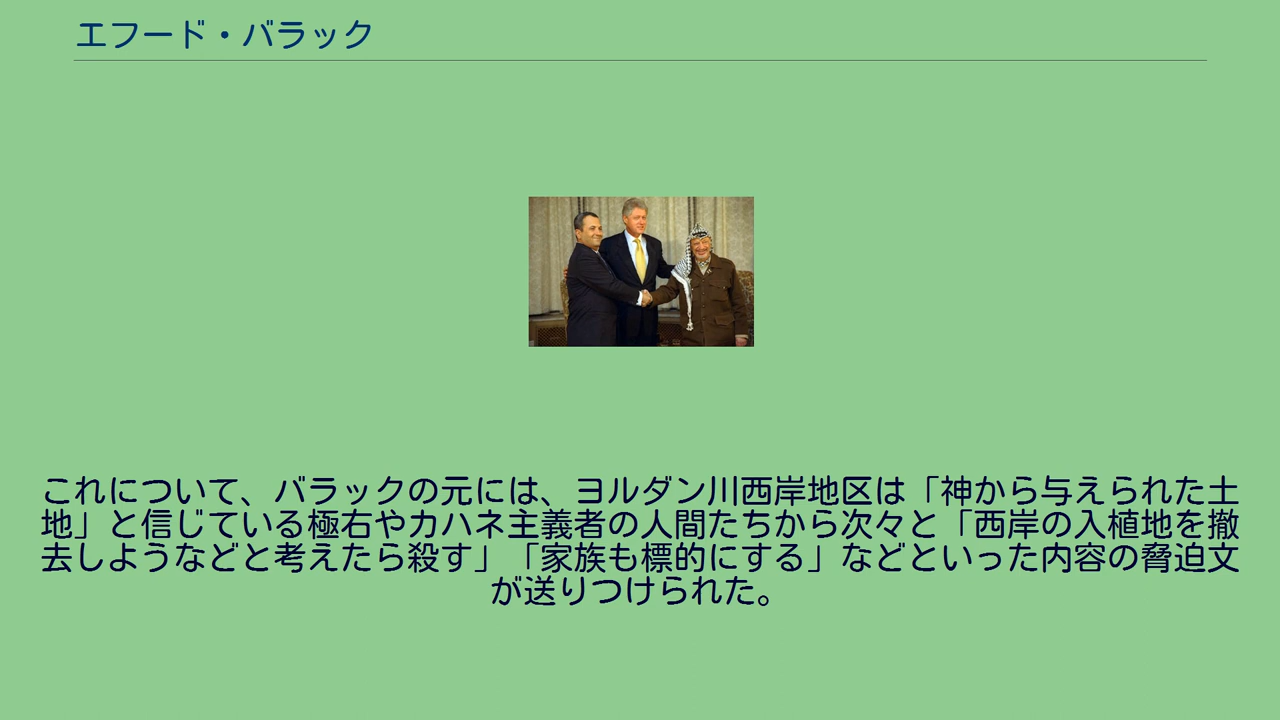 エフード・バラック
これについて、バラックの元には、ヨルダン川西岸地区は「神から与えられた土
地」と信じている極右やカハネ主義者の人間たちから次々と「西岸の入植地を撤
去しようなどと考えたら殺す」「家族も標的にする」などといった内容の脅迫文
が送りつけられた。